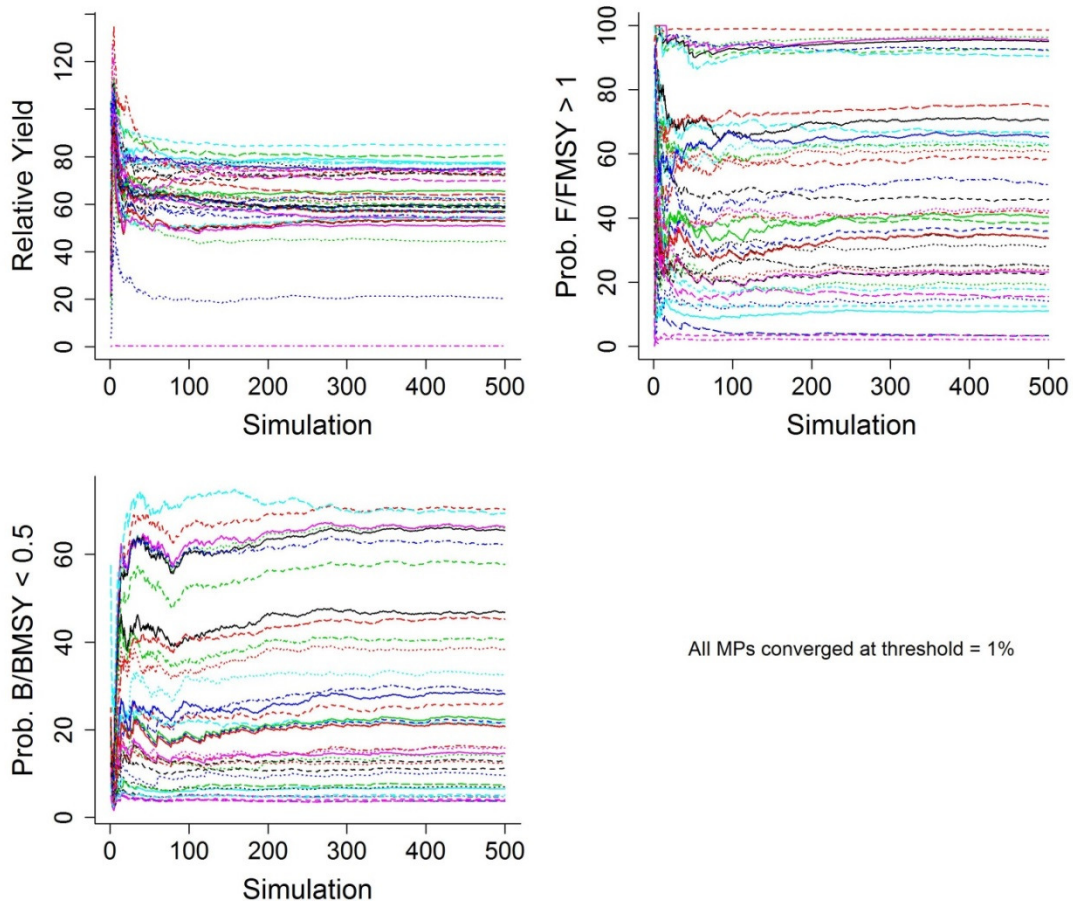 Relative Yield
0 20 40 60 80 120
0 100 200 300 400 500
Simulation
Prob. F/FMSY > 1
0 20 40 60 80 100
0 100 200 300 400 500
Simulation
Prob. B/BMSY < 0.5
0 20 40 60
0 100 200 300 400 500
Simulation
All MPs converged at threshold = 1%